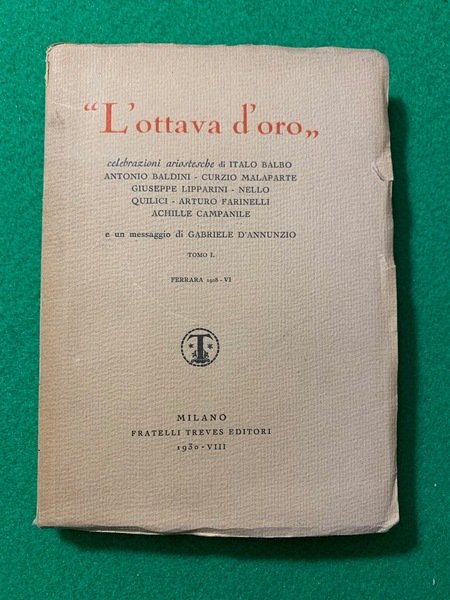 “L'ottava d'oro„
celebrazioni ariostesche di ITALO BALBO
ANTONIO BALDINI - CURZIO MALAPARTE
GIUSEPPE LIPPARINI - NELLO
QUILICI - ARTURO FARINELLI
ACHILLE CAMPANILE
e un messaggio di GABRIELE D'ANNUNZIO
TOMO I.
FERRARA 1928 - VI
T
MILANO
FRATELLI TREVES EDITORI
1930 - VIII